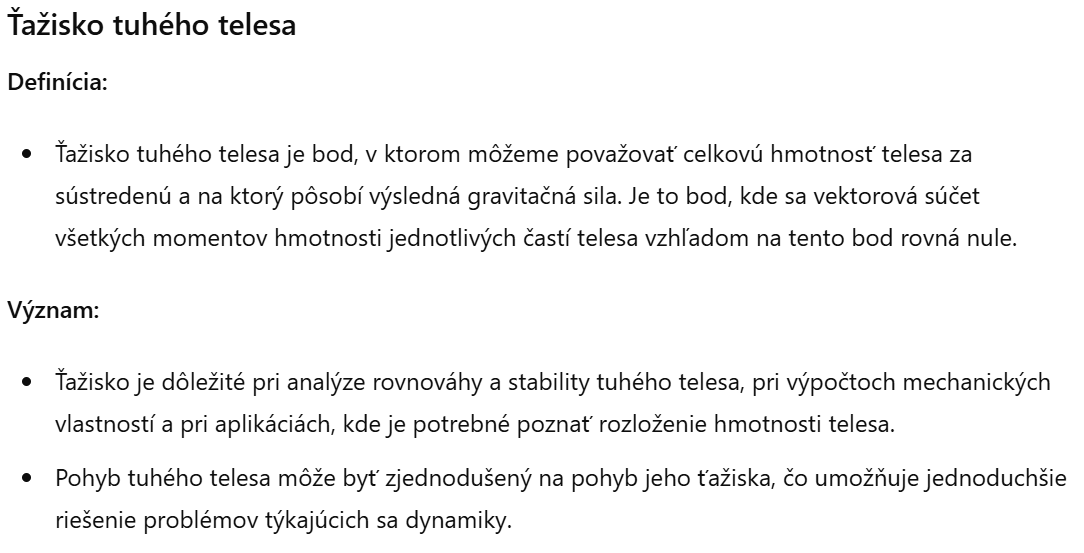 Ťažisko tuhého telesa
Definícia:
• Ťažisko tuhého telesa je bod, v ktorom môžeme považovať celkovú hmotnosť telesa za
sústredenú a na ktorý pôsobí výsledná gravitačná sila. Je to bod, kde sa vektorová súčet
všetkých momentov hmotnosti jednotlivých častí telesa vzhľadom na tento bod rovná nule.
Význam:
• Ťažisko je dôležité pri analýze rovnováhy a stability tuhého telesa, pri výpočtoch mechanických
vlastností a pri aplikáciách, kde je potrebné poznať rozloženie hmotnosti telesa.
• Pohyb tuhého telesa môže byť zjednodušený na pohyb jeho ťažiska, čo umožňuje jednoduchšie
riešenie problémov týkajúcich sa dynamiky.